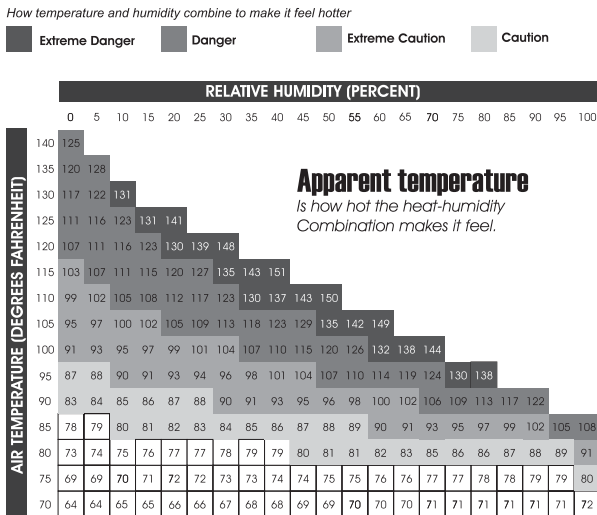 How temperature and humidity combine to make it feel hotter
Extreme Danger Danger Extreme Caution Caution
RELATIVE HUMIDITY (PERCENT)
0 5 10 15 20 25 30 35 40 45 50 55 60 65 70 75 80 85 90 95 100
AIR TEMPERATURE (DEGREES FAHRENHEIT)
140 125
135 120 128
130 117 122 131
125 111 116 123 131 141
120 107 111 116 123 130 139 148
115 103 107 111 115 120 127 135 143 151
110 99 102 105 108 112 117 123 130 137 143 150
105 95 97 100 102 105 109 113 118 123 129 135 142 149
100 91 93 95 97 99 101 104 107 110 115 120 126 132 138 144
95 87 88 90 91 93 94 96 98 101 104 107 110 114 119 124 130 138
90 83 84 85 86 87 88 90 91 93 95 96 98 100 102 106 109 113 117 122
85 78 79 80 81 82 83 84 85 86 87 88 89 90 91 93 95 97 99 102 105 108
80 73 74 75 76 77 77 78 79 79 80 81 81 82 83 85 86 86 87 88 89 91
75 69 69 70 71 72 72 73 73 74 74 75 75 76 76 77 77 78 78 79 79 80
70 64 64 65 65 66 66 67 67 68 68 69 70 70 70 71 71 71 71 71 71 72
Apparent temperature
Is how hot the heat-humidity
Combination makes it feel.